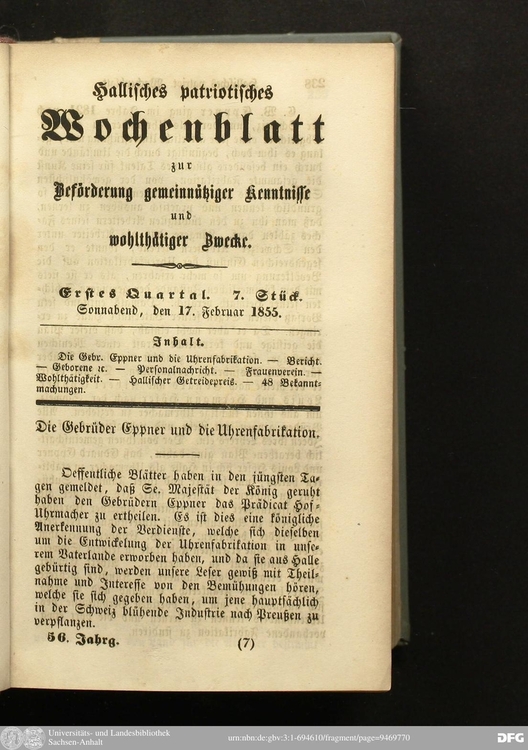 Hallisches patriotisches
Wochenblatt
zur
Beförderung gemeinnütziger Kenntnisse
und
wohlthätiger Zwecke.
Erstes Quartal. 7. Stück.
Sonnabend, den 17. Februar 1855.
Inhalt.
Die Gebr. Eppner und die Uhrenfabrikation. — Bericht.
— Geborene ꝛc. — Personalnachricht. — Frauenverein. —
Wohlthätigkeit. — Hallischer Getreidepreis. — 48 Bekannt-
machungen.
Die Gebrüder Eppner und die Uhrenfabrikation.
Oeffentliche Blätter haben in den jüngsten Ta-
gen gemeldet, daß Se. Majestät der König geruht
haben den Gebrüdern Eppner das Prädicat Hof-
Uhrmacher zu ertheilen. Es ist dies eine königliche
Anerkennung der Verdienste, welche sich dieselben
um die Entwickelung der Uhrenfabrikation in unse-
rem Vaterlande erworben haben, und da sie aus Halle
gebürtig sind, werden unsere Leser gewiß mit Theil-
nahme und Interesse von den Bemühungen hören,
welche sie sich gegeben haben, um jene hauptsächlich
in der Schweiz blühende Industrie nach Preußen zu
verpflanzen.
56. Jahrg. (7)
Universitäts- und Landesbibliothek
Sachsen-Anhalt
urn:nbn:de:gbv:3:1-694610/fragment/page=9469770
DFG